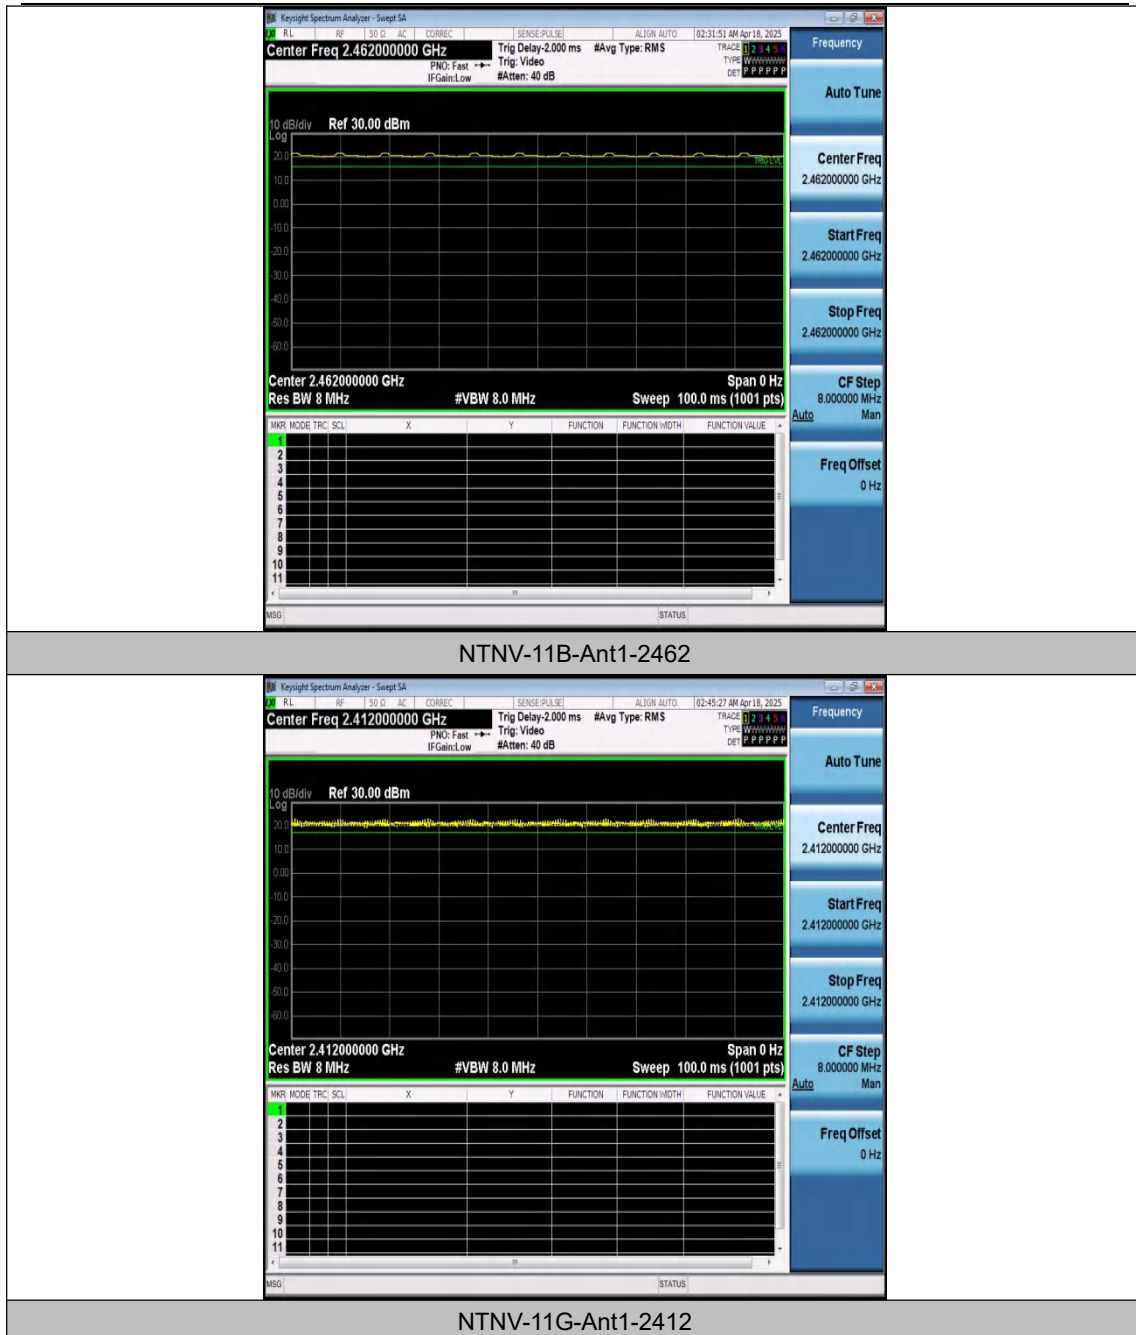 Keysight Spectrum Analyzer - Swept SA
RL RF 50 Ω AC CORREC SENSE:PULSE ALIGN AUTO 02:31:51 AM Apr 18, 2025
Center Freq 2.462000000 GHz Trig Delay-2.000 ms #Avg Type: RMS TRACE 1 2 3 4 5 6
PNO: Fast Trig: Video TYPE WWWWWW
IFGain:Low #Atten: 40 dB DET P P P P P P
Frequency
Auto Tune
10 dB/div Ref 30.00 dBm
Log
20.0
TRIG LVL
10.0
0.00
-10.0
-20.0
-30.0
-40.0
-50.0
-60.0
Center Freq
2.462000000 GHz
Start Freq
2.462000000 GHz
Stop Freq
2.462000000 GHz
Center 2.462000000 GHz Span 0 Hz
Res BW 8 MHz #VBW 8.0 MHz Sweep 100.0 ms (1001 pts)
CF Step
8.000000 MHz
Auto Man
MKR MODE TRC SCL X Y FUNCTION FUNCTION WIDTH FUNCTION VALUE
1
2
3
4
5
6
7
8
9
10
11
Freq Offset
0 Hz
MSG STATUS
NTNV-11B-Ant1-2462
Keysight Spectrum Analyzer - Swept SA
RL RF 50 Ω AC CORREC SENSE:PULSE ALIGN AUTO 02:45:27 AM Apr 18, 2025
Center Freq 2.412000000 GHz Trig Delay-2.000 ms #Avg Type: RMS TRACE 1 2 3 4 5 6
PNO: Fast Trig: Video TYPE WWWWWW
IFGain:Low #Atten: 40 dB DET P P P P P P
Frequency
Auto Tune
10 dB/div Ref 30.00 dBm
Log
20.0
TRIG LVL
10.0
0.00
-10.0
-20.0
-30.0
-40.0
-50.0
-60.0
Center Freq
2.412000000 GHz
Start Freq
2.412000000 GHz
Stop Freq
2.412000000 GHz
Center 2.412000000 GHz Span 0 Hz
Res BW 8 MHz #VBW 8.0 MHz Sweep 100.0 ms (1001 pts)
CF Step
8.000000 MHz
Auto Man
MKR MODE TRC SCL X Y FUNCTION FUNCTION WIDTH FUNCTION VALUE
1
2
3
4
5
6
7
8
9
10
11
Freq Offset
0 Hz
MSG STATUS
NTNV-11G-Ant1-2412